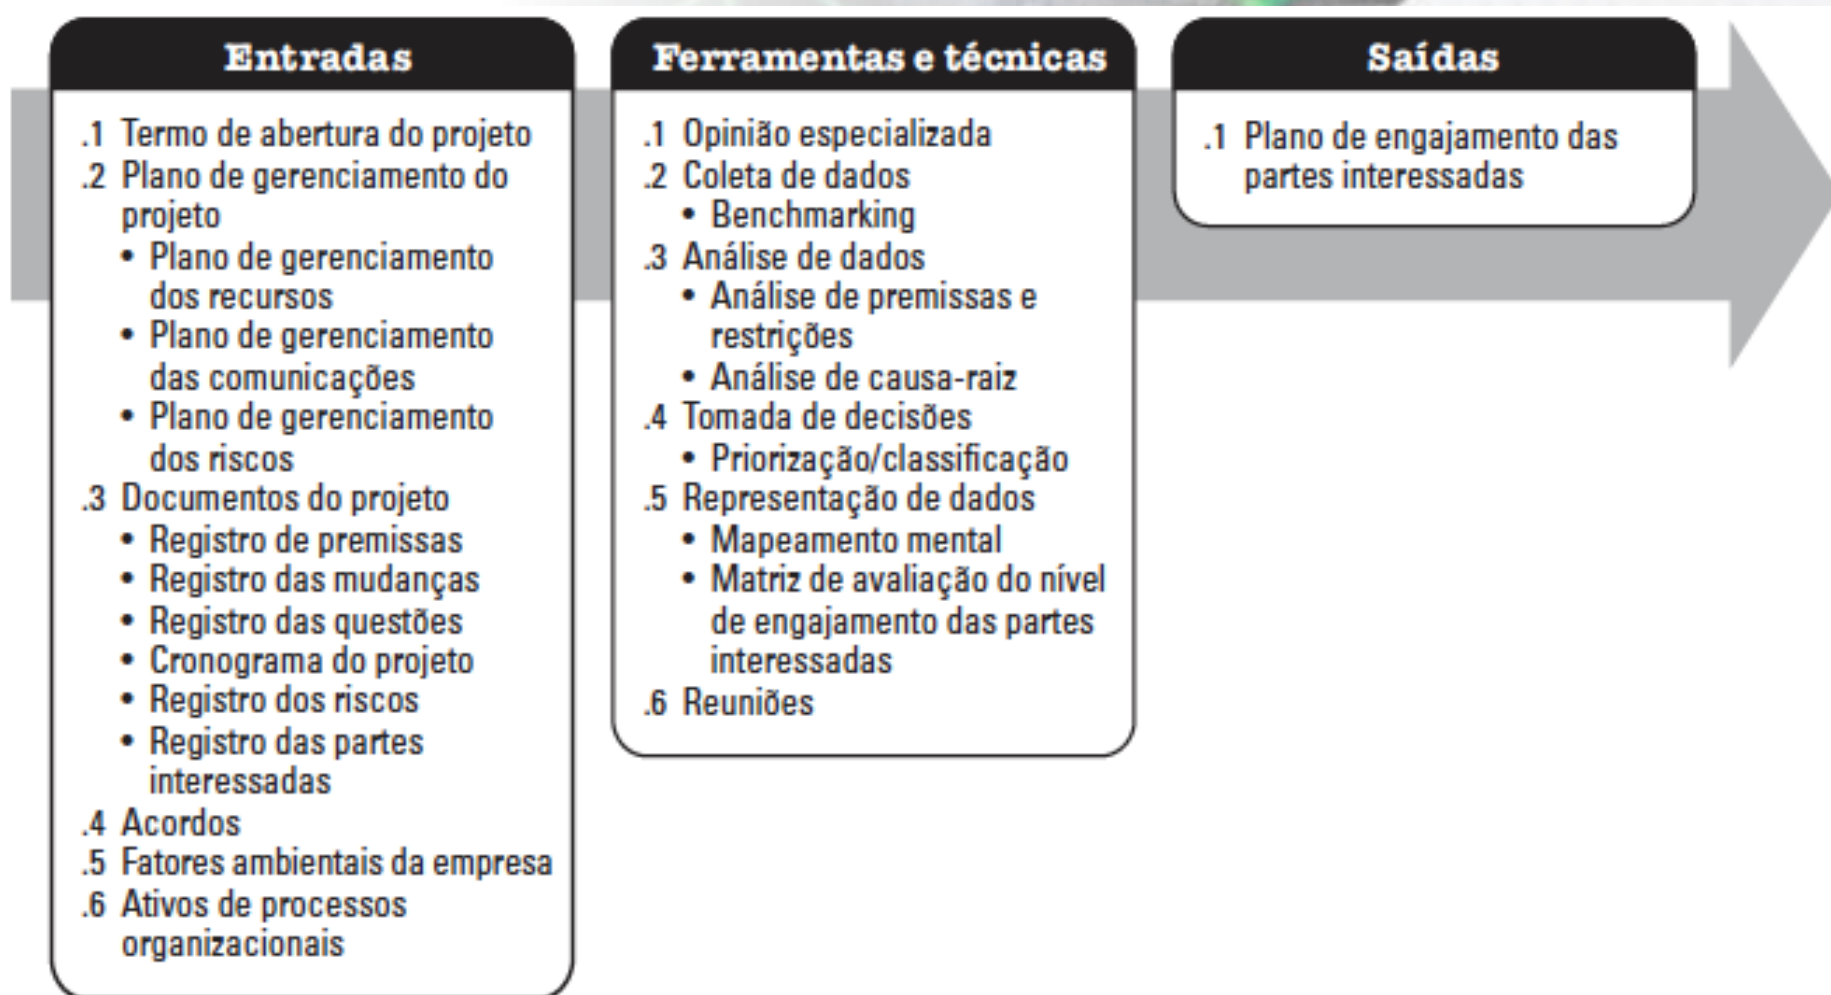 Entradas
.1 Termo de abertura do projeto
.2 Plano de gerenciamento do
projeto
• Plano de gerenciamento
dos recursos
• Plano de gerenciamento
das comunicações
• Plano de gerenciamento
dos riscos
.3 Documentos do projeto
• Registro de premissas
• Registro das mudanças
• Registro das questões
• Cronograma do projeto
• Registro dos riscos
• Registro das partes
interessadas
.4 Acordos
.5 Fatores ambientais da empresa
.6 Ativos de processos
organizacionais
Ferramentas e técnicas
.1 Opinião especializada
.2 Coleta de dados
• Benchmarking
.3 Análise de dados
• Análise de premissas e
restrições
• Análise de causa-raiz
.4 Tomada de decisões
• Priorização/classificação
.5 Representação de dados
• Mapeamento mental
• Matriz de avaliação do nível
de engajamento das partes
interessadas
.6 Reuniões
Saídas
.1 Plano de engajamento das
partes interessadas